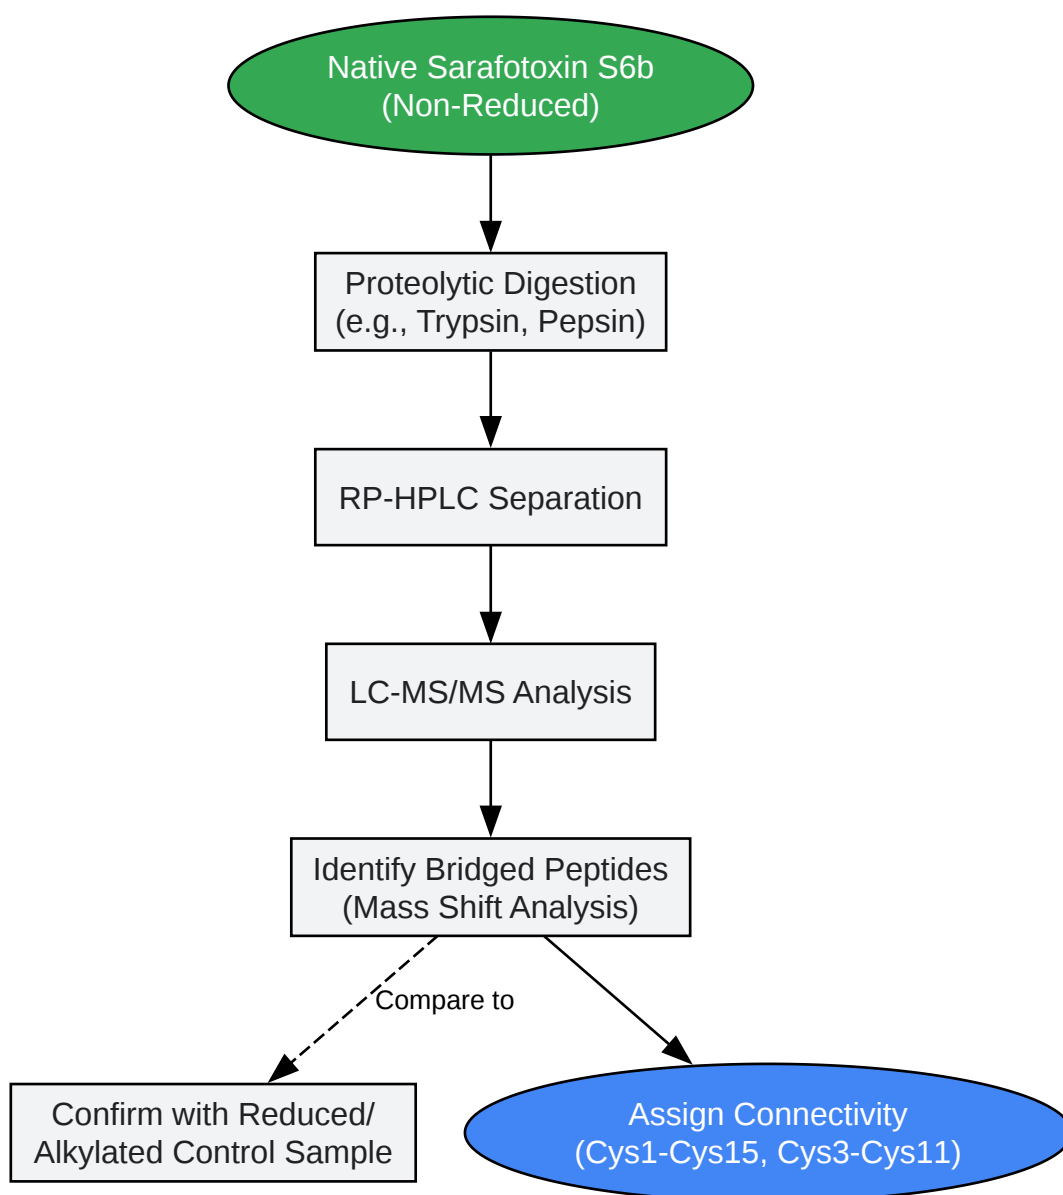 Native Sarafotoxin S6b
(Non-Reduced)
Proteolytic Digestion
(e.g., Trypsin, Pepsin)
RP-HPLC Separation
LC-MS/MS Analysis
Identify Bridged Peptides
(Mass Shift Analysis)
Compare to
Confirm with Reduced/
Alkylated Control Sample
Assign Connectivity
(Cys1-Cys15, Cys3-Cys11)